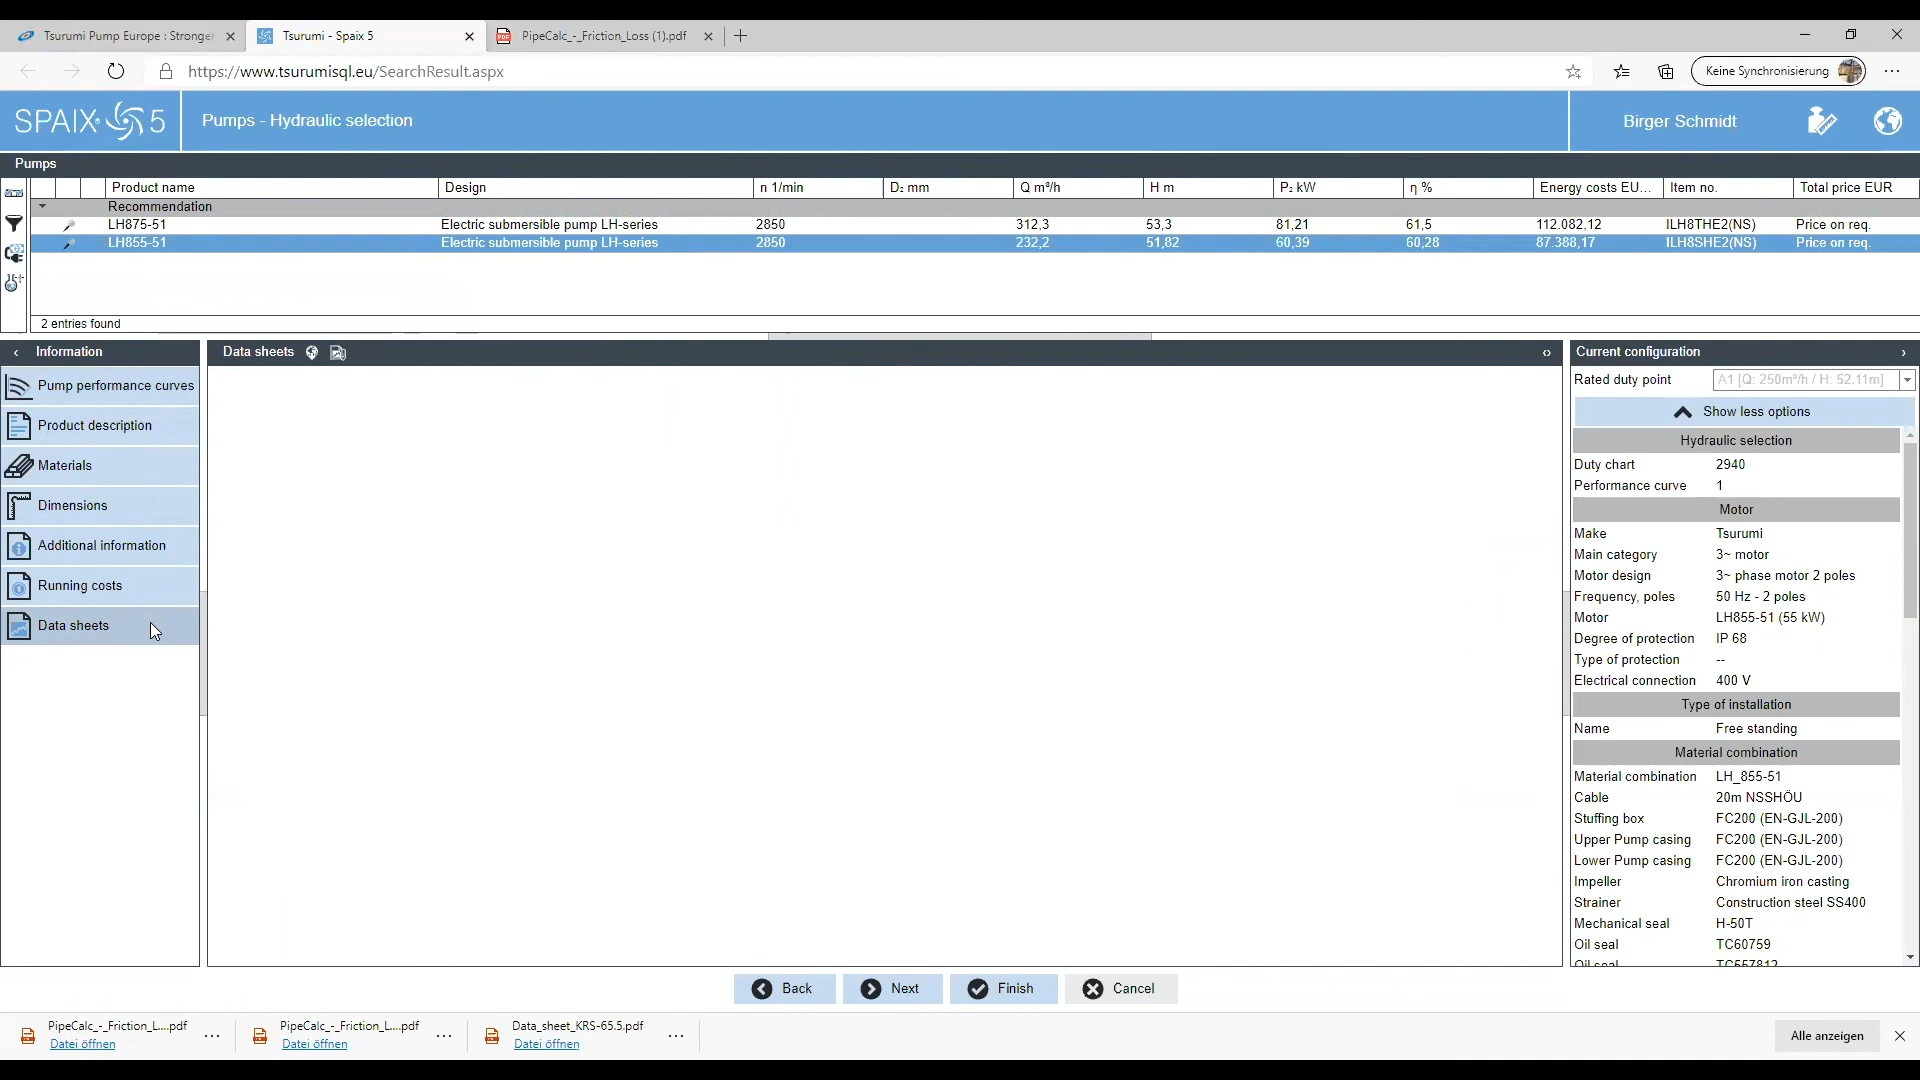 Tsurumi Pump Europe : Stronger
Tsurumi - Spaix 5
PipeCalc_-_Friction_Loss (1).pdf
https://www.tsurumisql.eu/SearchResult.aspx
Keine Synchronisierung
SPAIX 5
Pumps - Hydraulic selection
Birger Schmidt
Pumps
Product name Design n 1/min D₂ mm Q m³/h H m P₂ kW η % Energy costs EU... Item no. Total price EUR
Recommendation
LH875-51 Electric submersible pump LH-series 2850 312,3 53,3 81,21 61,5 112.082,12 ILH8THE2(NS) Price on req.
LH855-51 Electric submersible pump LH-series 2850 232,2 51,82 60,39 60,28 87.388,17 ILH8SHE2(NS) Price on req.
2 entries found
Information
Pump performance curves
Product description
Materials
Dimensions
Additional information
Running costs
Data sheets
Data sheets
Current configuration
Rated duty point A1 [Q: 250m³/h / H: 52.11m]
Show less options
Hydraulic selection
Duty chart 2940
Performance curve 1
Motor
Make Tsurumi
Main category 3~ motor
Motor design 3~ phase motor 2 poles
Frequency, poles 50 Hz - 2 poles
Motor LH855-51 (55 kW)
Degree of protection IP 68
Type of protection --
Electrical connection 400 V
Type of installation
Name Free standing
Material combination
Material combination LH_855-51
Cable 20m NSSHÖU
Stuffing box FC200 (EN-GJL-200)
Upper Pump casing FC200 (EN-GJL-200)
Lower Pump casing FC200 (EN-GJL-200)
Impeller Chromium iron casting
Strainer Construction steel SS400
Mechanical seal H-50T
Oil seal TC60759
Oil seal TC557812
Back
Next
Finish
Cancel
PipeCalc_-_Friction_L....pdf
Datei öffnen
PipeCalc_-_Friction_L....pdf
Datei öffnen
Data_sheet_KRS-65.5.pdf
Datei öffnen
Alle anzeigen